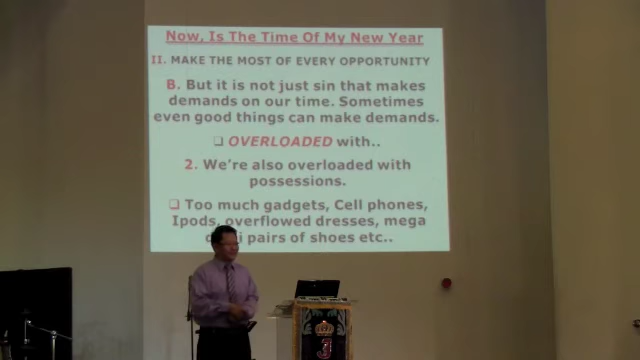 Now, Is The Time Of My New Year
II. MAKE THE MOST OF EVERY OPPORTUNITY
B. But it is not just sin that makes
demands on our time. Sometimes
even good things can make demands.
❑ OVERLOADED with..
2. We're also overloaded with
possessions.
❑ Too much gadgets, Cell phones,
Ipods, overflowed dresses, mega
pairs of shoes etc..
J